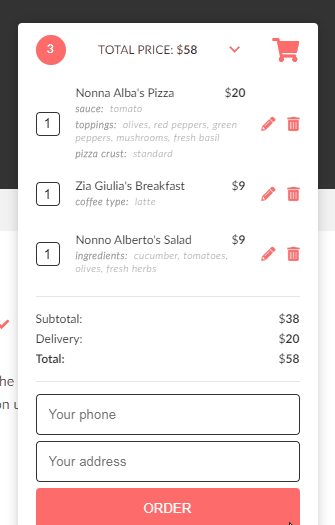 3
TOTAL PRICE: $58
1
Nonna Alba's Pizza $20
sauce: tomato
toppings: olives, red peppers, green
peppers, mushrooms, fresh basil
pizza crust: standard
1
Zia Giulia's Breakfast $9
coffee type: latte
1
Nonno Alberto's Salad $9
ingredients: cucumber, tomatoes,
olives, fresh herbs
Subtotal: $38
Delivery: $20
Total: $58
the
on u
Your phone
Your address
ORDER